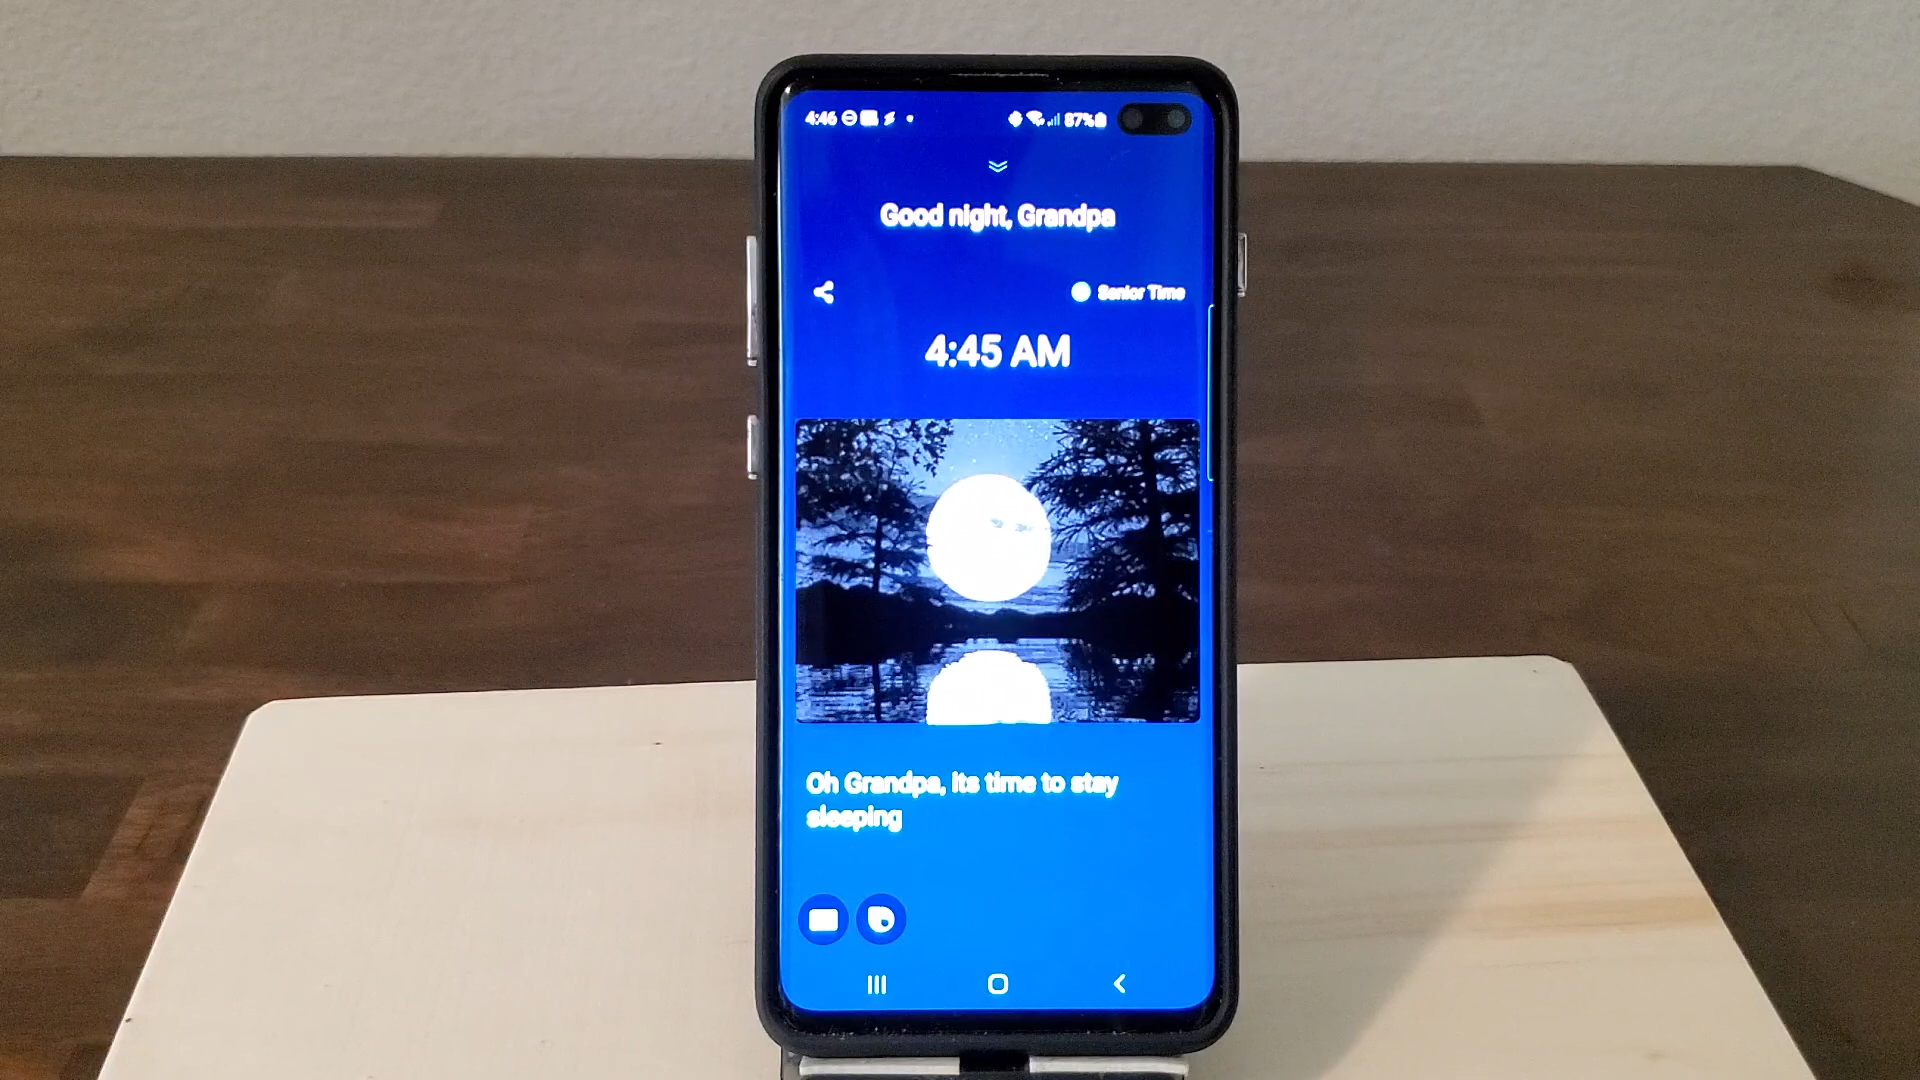 4:46 87%
Good night, Grandpa
Senior Time
4:45 AM
Oh Grandpa, its time to stay
sleeping